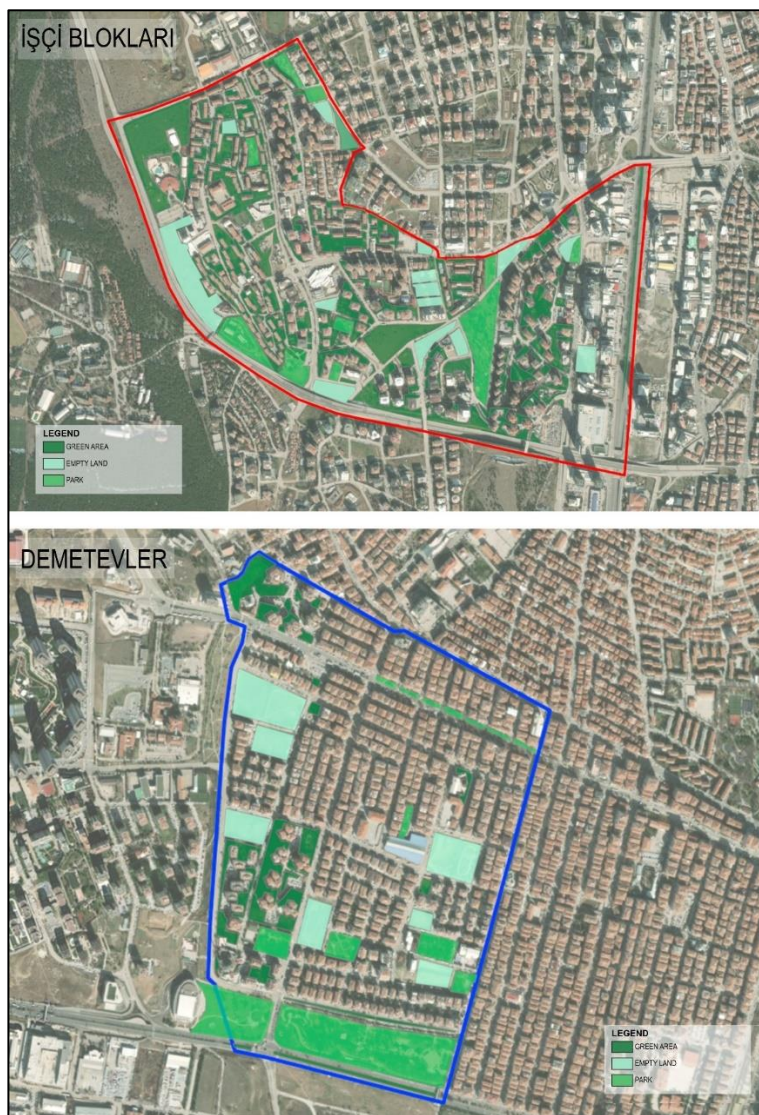 İŞÇİ BLOKLARI
LEGEND
GREEN AREA
EMPTY LAND
PARK
DEMETEVLER
LEGEND
GREEN AREA
EMPTY LAND
PARK